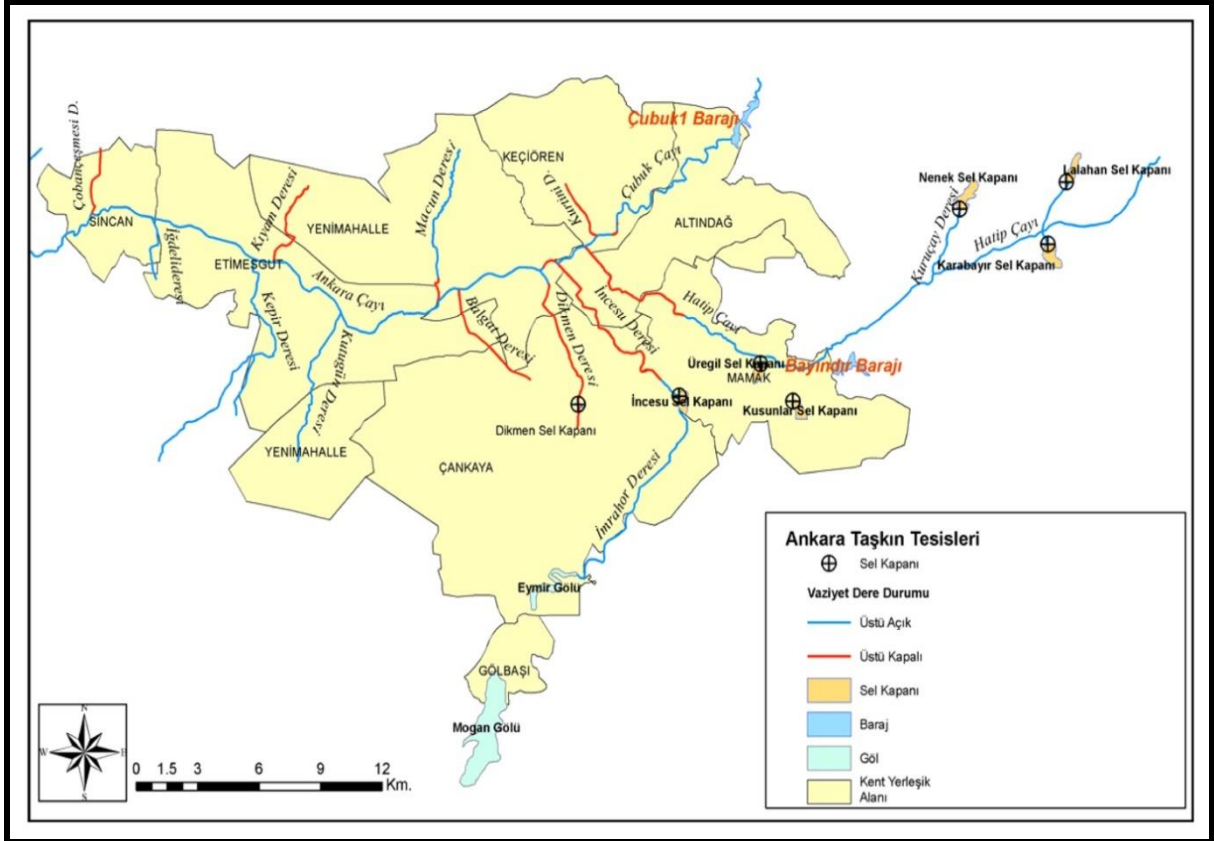 Çubuk1 Barajı
KEÇİÖREN
Çubuk Çayı
Kurini D.
ALTINDAĞ
Macun Deresi
YENİMAHALLE
Kıyam Deresi
Çobançeşmesi D.
SİNCAN
İğdelideresi
ETİMESGUT
Ankara Çayı
Kepir Deresi
Kutugün Deresi
YENİMAHALLE
Balgat Deresi
Dikmen Deresi
İncesu Deresi
Hatip Çayı
Nenek Sel Kapanı
Lalahan Sel Kapanı
Kuruçay Deresi
Hatip Çayı
Karabayır Sel Kapanı
Üregil Sel Kapanı
MAMAK
Bayındır Barajı
İncesu Sel Kapanı
Kusunlar Sel Kapanı
Dikmen Sel Kapanı
ÇANKAYA
İmrahor Deresi
Eymir Gölü
GÖLBAŞI
Mogan Gölü
N
W E
S
0 1.5 3 6 9 12
Km.
Ankara Taşkın Tesisleri
Sel Kapanı
Vaziyet Dere Durumu
Üstü Açık
Üstü Kapalı
Sel Kapanı
Baraj
Göl
Kent Yerleşik
Alanı